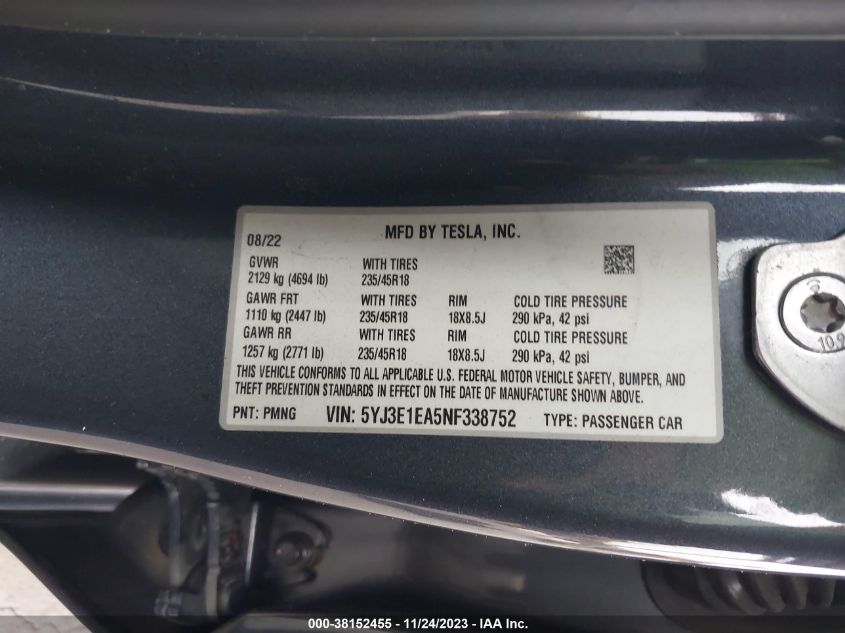 08/22 MFD BY TESLA, INC.
GVWR WITH TIRES
2129 kg (4694 lb) 235/45R18
GAWR FRT WITH TIRES RIM COLD TIRE PRESSURE
1110 kg (2447 lb) 235/45R18 18X8.5J 290 kPa, 42 psi
GAWR RR WITH TIRES RIM COLD TIRE PRESSURE
1257 kg (2771 lb) 235/45R18 18X8.5J 290 kPa, 42 psi
THIS VEHICLE CONFORMS TO ALL APPLICABLE U.S. FEDERAL MOTOR VEHICLE SAFETY, BUMPER, AND
THEFT PREVENTION STANDARDS IN EFFECT ON THE DATE OF MANUFACTURE SHOWN ABOVE.
PNT: PMNG VIN: 5YJ3E1EA5NF338752 TYPE: PASSENGER CAR
000-38152455 - 11/24/2023 - IAA Inc.